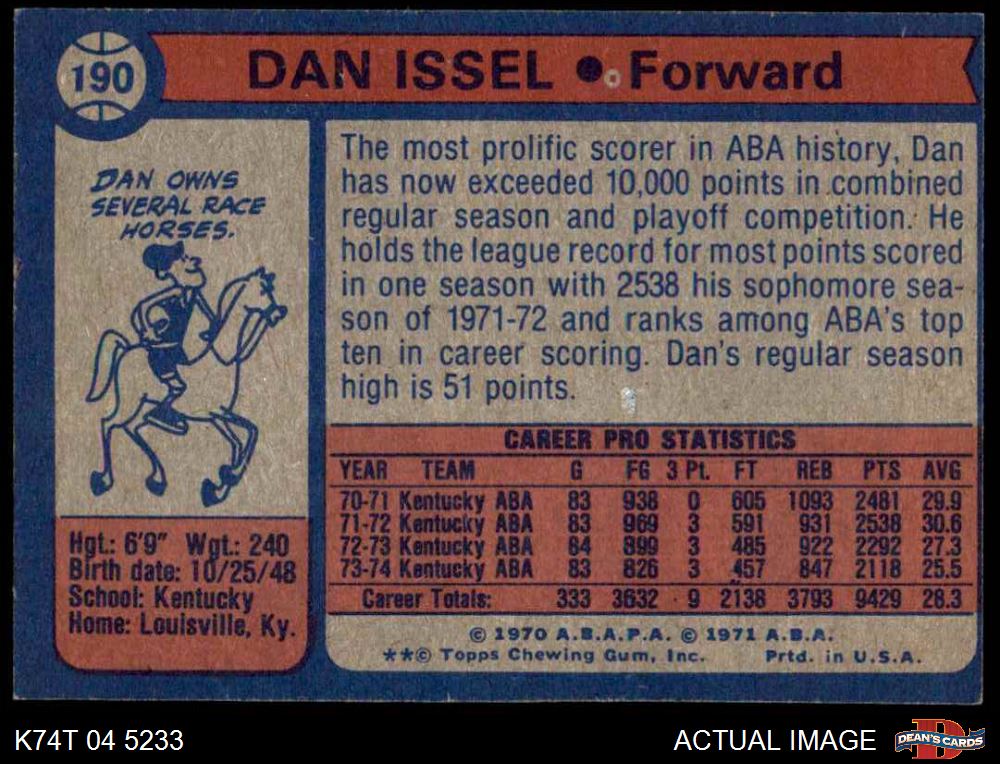 190
DAN ISSEL • Forward
DAN OWNS
SEVERAL RACE
HORSES.
Hgt.: 6'9" Wgt.: 240
Birth date: 10/25/48
School: Kentucky
Home: Louisville, Ky.
The most prolific scorer in ABA history, Dan
has now exceeded 10,000 points in combined
regular season and playoff competition. He
holds the league record for most points scored
in one season with 2538 his sophomore sea-
son of 1971-72 and ranks among ABA's top
ten in career scoring. Dan's regular season
high is 51 points.
CAREER PRO STATISTICS
YEAR TEAM G FG 3 Pt. FT REB PTS AVG
70-71 Kentucky ABA 83 938 0 605 1093 2481 29.9
71-72 Kentucky ABA 83 969 3 591 931 2538 30.6
72-73 Kentucky ABA 84 899 3 485 922 2292 27.3
73-74 Kentucky ABA 83 826 3 457 847 2118 25.5
Career Totals: 333 3632 9 2138 3793 9429 28.3
© 1970 A.B.A.P.A. © 1971 A.B.A.
**© Topps Chewing Gum, Inc. Prtd. in U.S.A.
K74T 04 5233
ACTUAL IMAGE
DEAN'S CARDS